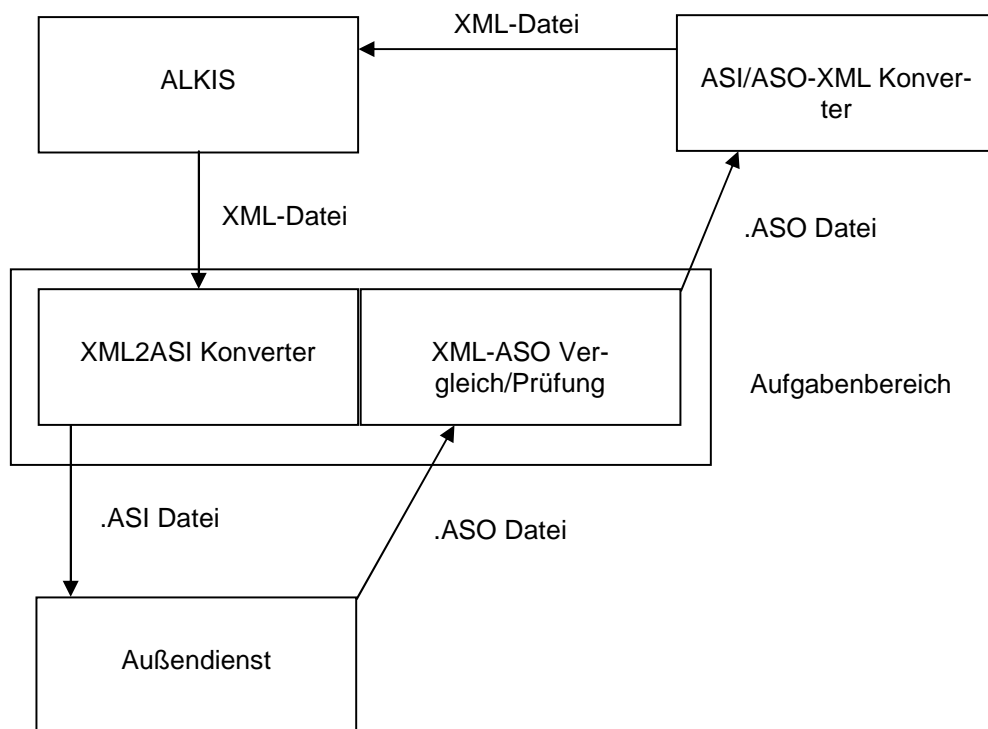 XML-Datei
ALKIS
ASI/ASO-XML Konver-
ter
XML-Datei
.ASO Datei
XML2ASI Konverter
XML-ASO Ver-
gleich/Prüfung
Aufgabenbereich
.ASI Datei
.ASO Datei
Außendienst